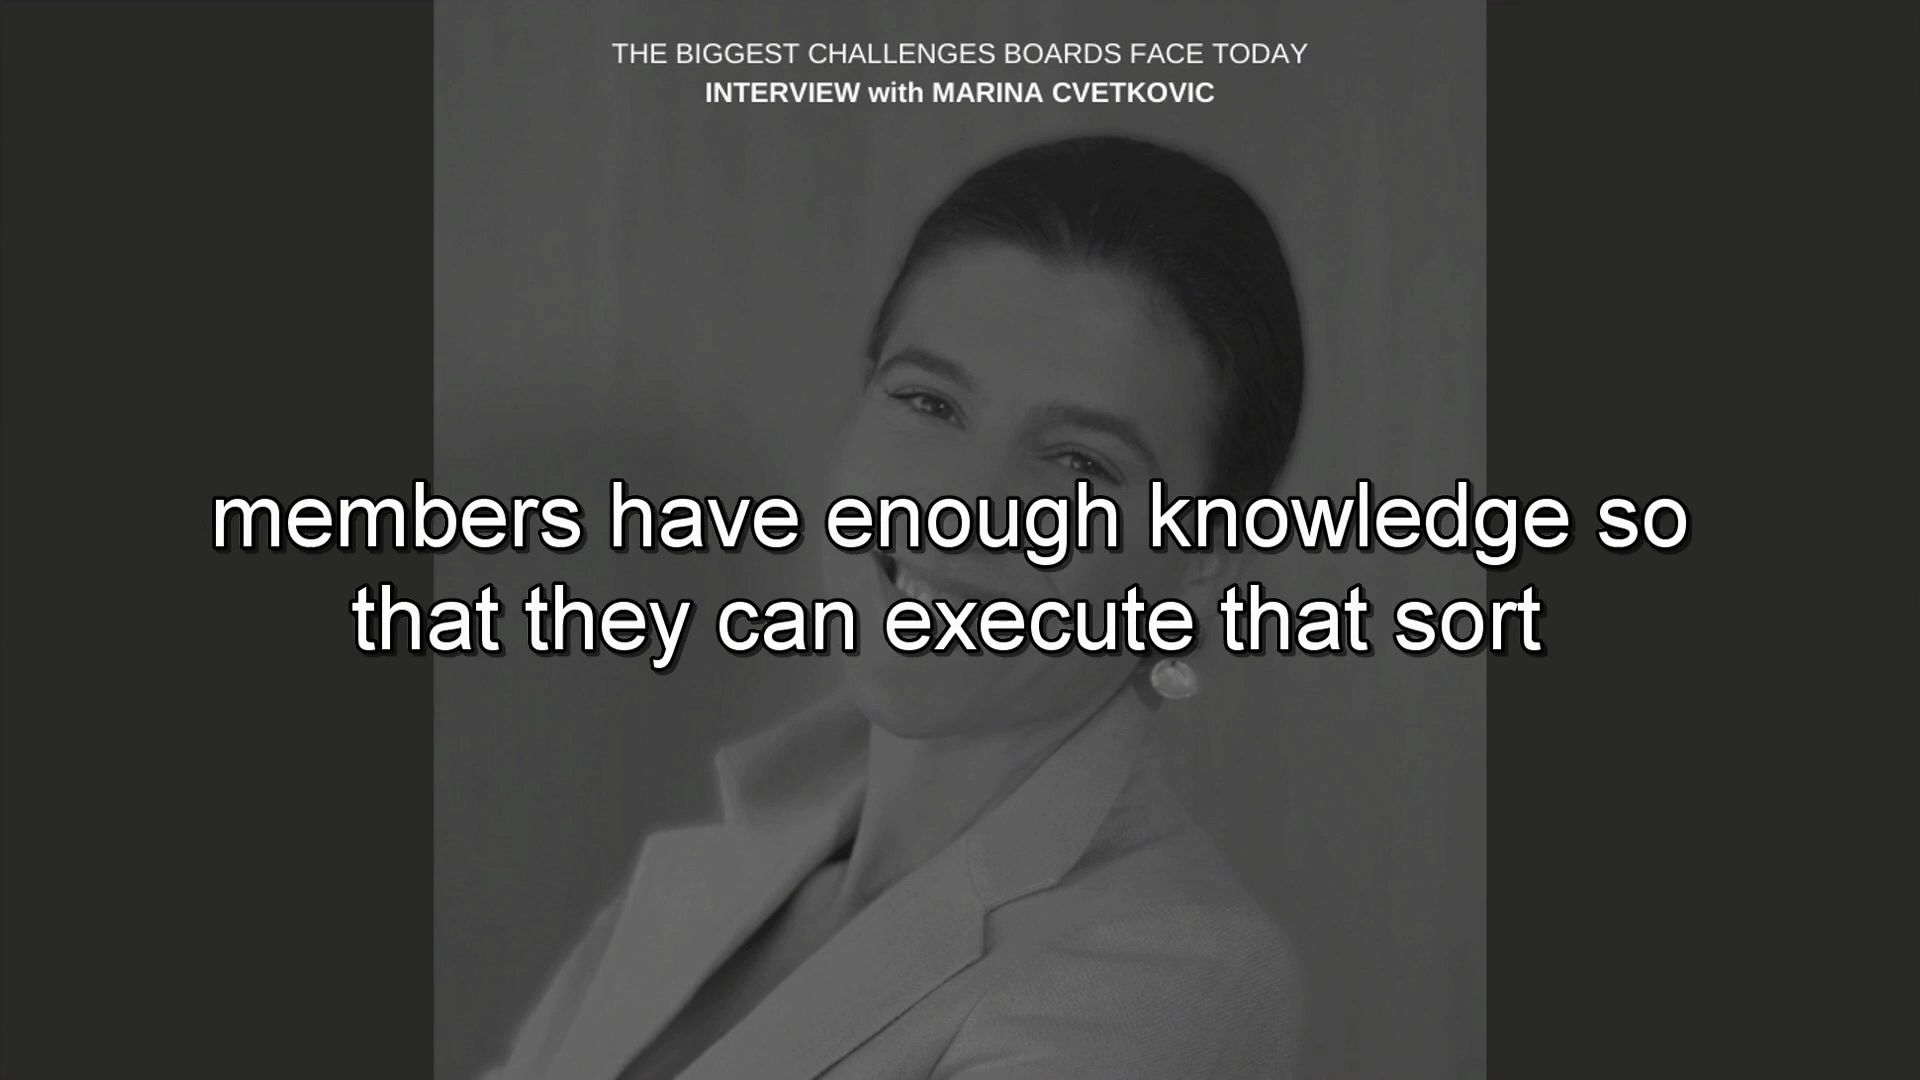 THE BIGGEST CHALLENGES BOARDS FACE TODAY
INTERVIEW with MARINA CVETKOVIC
members have enough knowledge so
that they can execute that sort